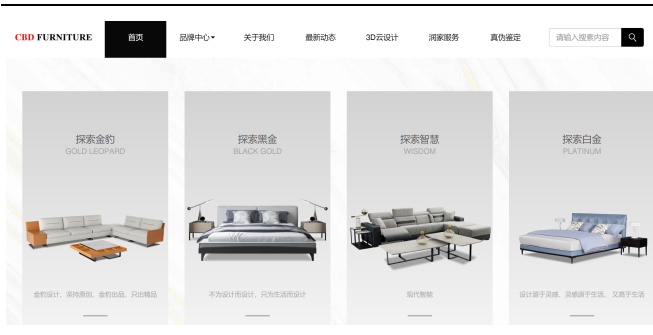 CBD FURNITURE
首页
品牌中心
关于我们
最新动态
3D云设计
润家服务
真伪鉴定
请输入搜索内容
探索金豹
GOLD LEOPARD
金豹设计，坚持原创，金豹出品，只出精品
探索黑金
BLACK GOLD
不为设计而设计，只为生活而设计
探索智慧
WISDOM
现代智能
探索白金
PLATINUM
设计源于灵感，灵感源于生活，又高于生活